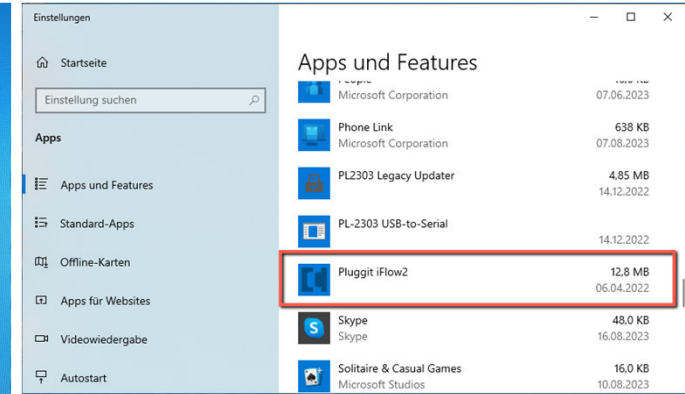 Einstellungen
Startseite
Einstellung suchen
Apps
Apps und Features
Standard-Apps
Offline-Karten
Apps für Websites
Videowiedergabe
Autostart
Apps und Features
Microsoft Corporation 07.06.2023
Phone Link 638 KB
Microsoft Corporation 07.08.2023
PL2303 Legacy Updater 4,85 MB
14.12.2022
PL-2303 USB-to-Serial
14.12.2022
Pluggit iFlow2 12,8 MB
06.04.2022
Skype 48,0 KB
Skype 16.08.2023
Solitaire & Casual Games 16,0 KB
Microsoft Studios 10.08.2023